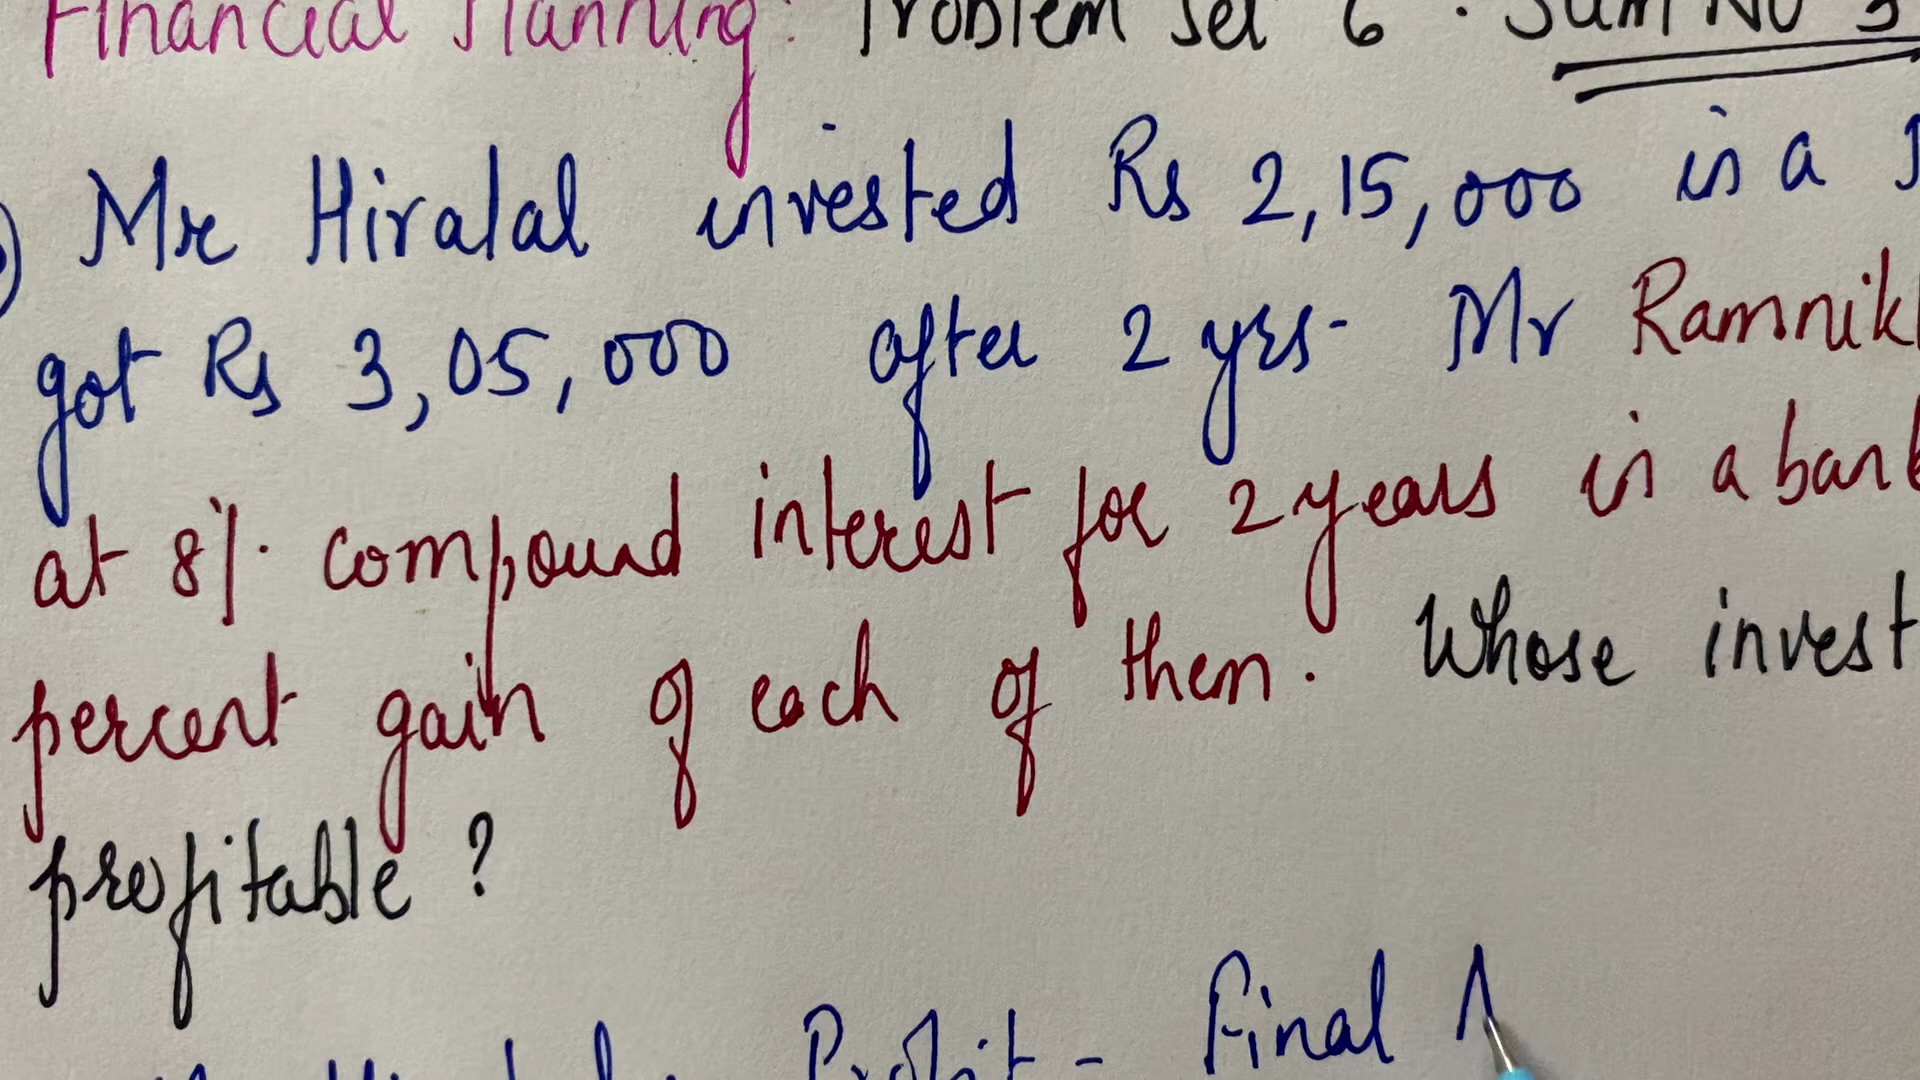 Financial Planning: Problem Set 6. Sum No 3
Mr Hiralal invested Rs 2,15,000 in a
got Rs 3,05,000 after 2 yrs. Mr Ramnikl
at 8% compound interest for 2 years in a bank
percent gain of each of them. Whose invest
profitable ?
Profit = Final